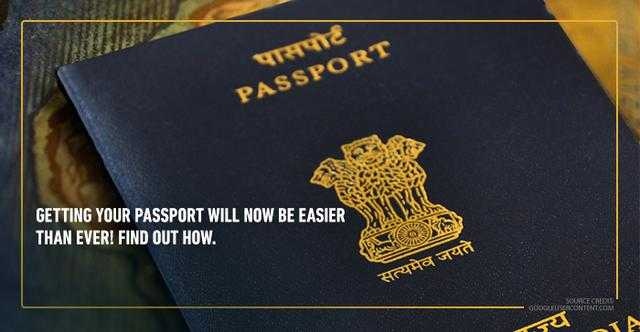 पासपोर्ट
PASSPORT
GETTING YOUR PASSPORT WILL NOW BE EASIER
THAN EVER! FIND OUT HOW.
सत्यमेव जयते
SOURCE CREDIT:
GOOGLEUSERCONTENT.COM